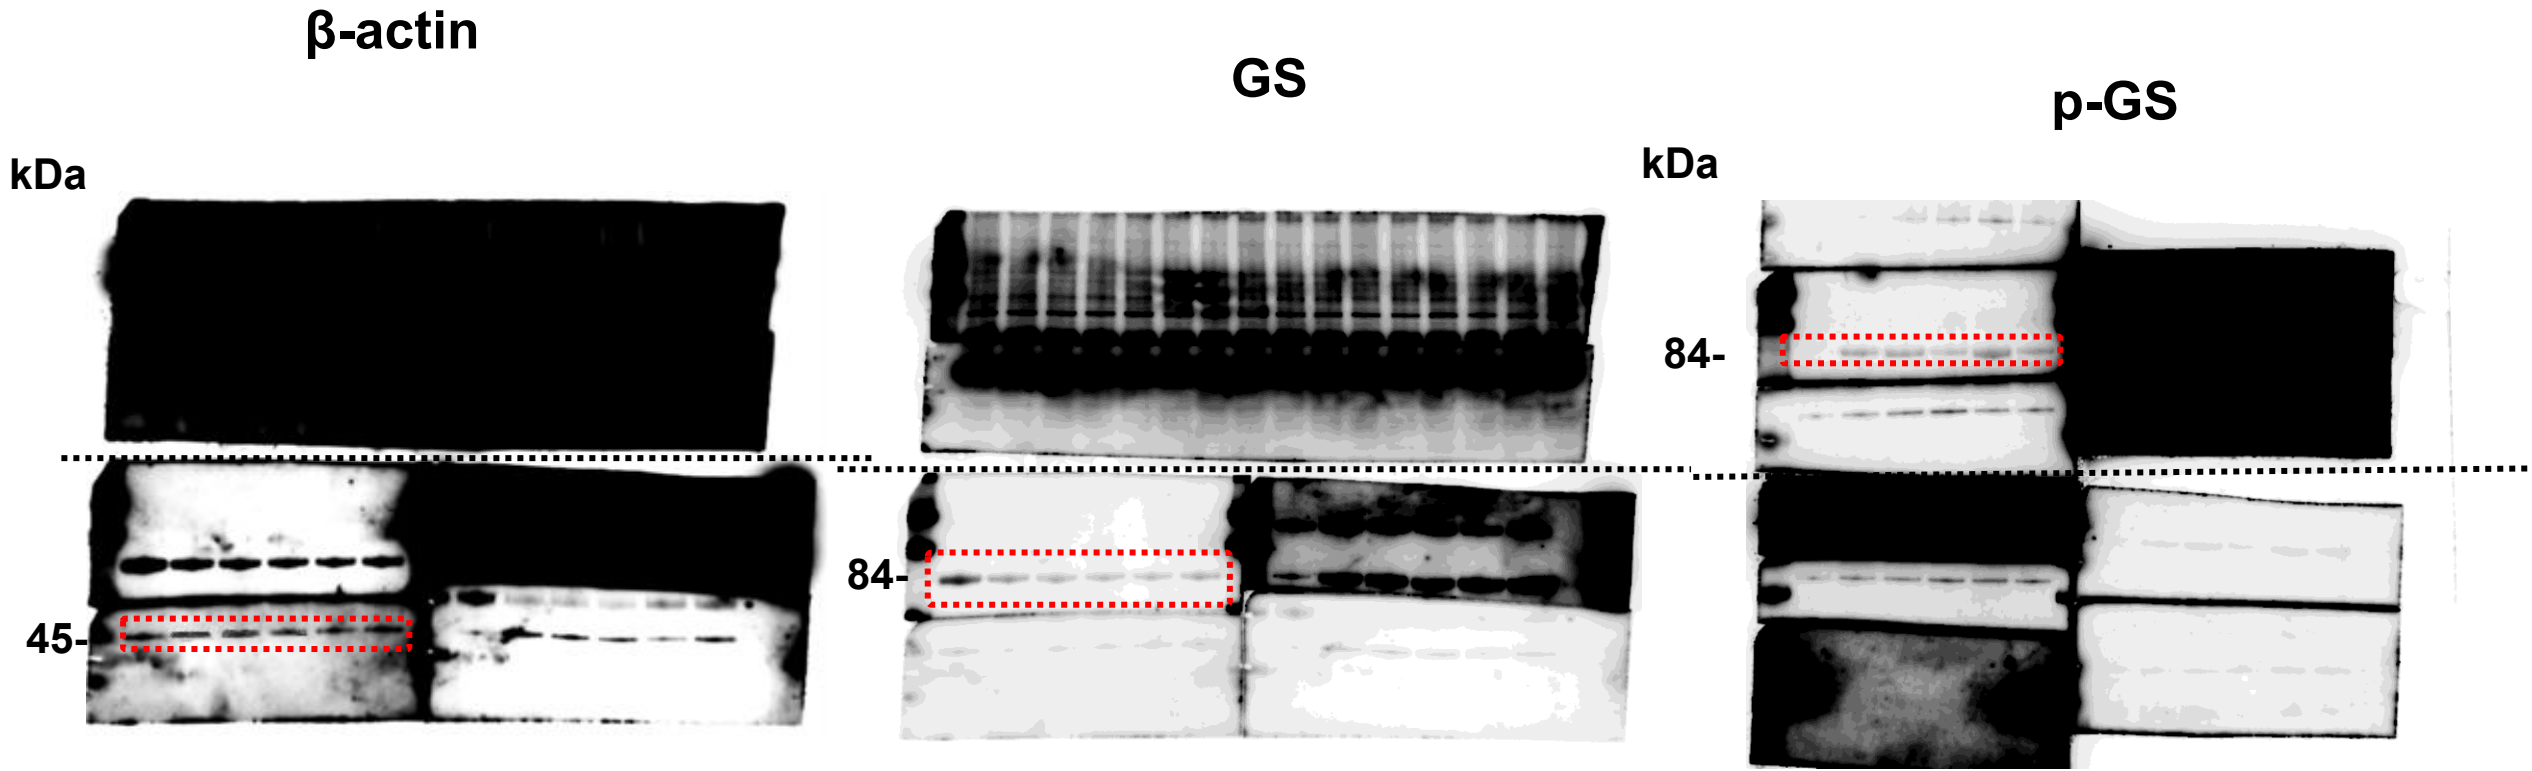 β-actin
GS
p-GS
kDa
kDa
84-
84-
45-